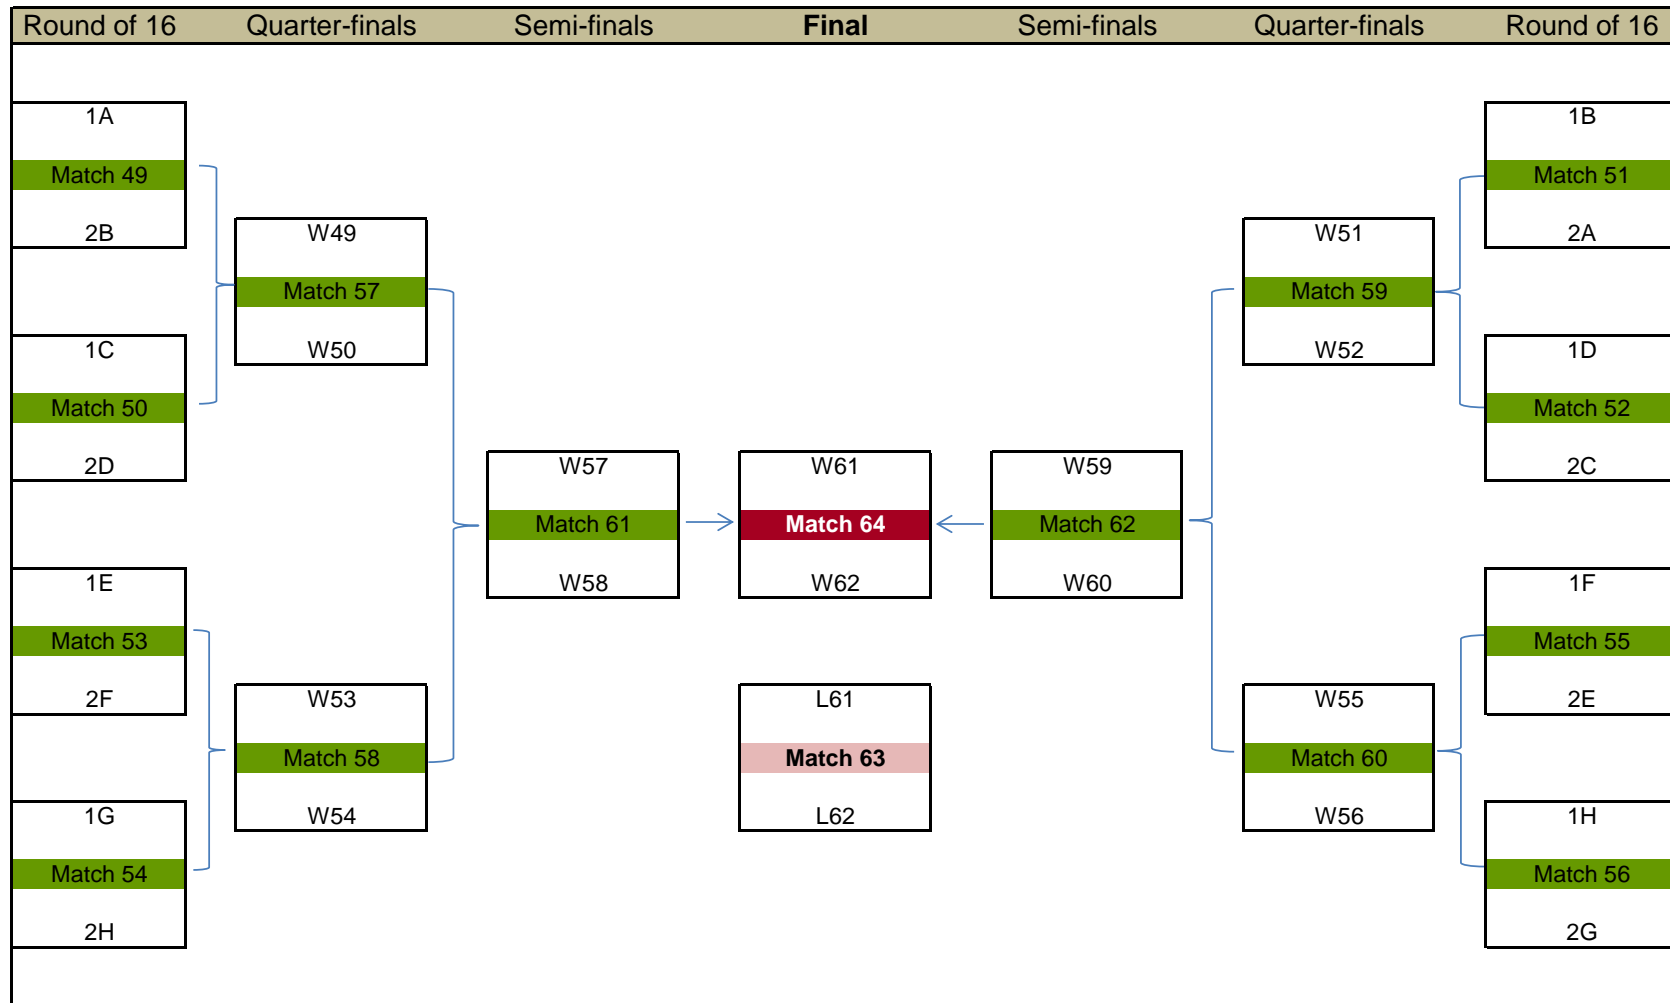 Round of 16 Quarter-finals Semi-finals Final Semi-finals Quarter-finals Round of 16
1A 1B
Match 49 Match 51
2B W49 W51 2A
Match 57 Match 59
1C W50 W52 1D
Match 50 Match 52
2D W57 W61 W59 2C
Match 61 Match 64 Match 62
1E W58 W62 W60 1F
Match 53 Match 55
2F W53 L61 W55 2E
Match 58 Match 63 Match 60
1G W54 L62 W56 1H
Match 54 Match 56
2H 2G